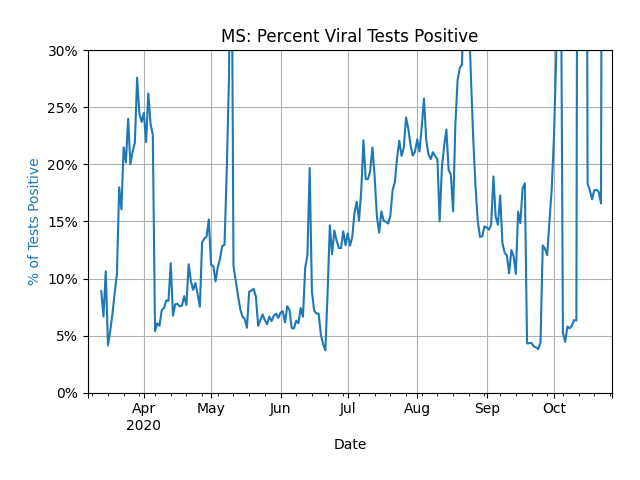 MS: Percent Viral Tests Positive
30%
25%
20%
15%
10%
5%
0%
% of Tests Positive
Apr May Jun Jul Aug Sep Oct
2020
Date